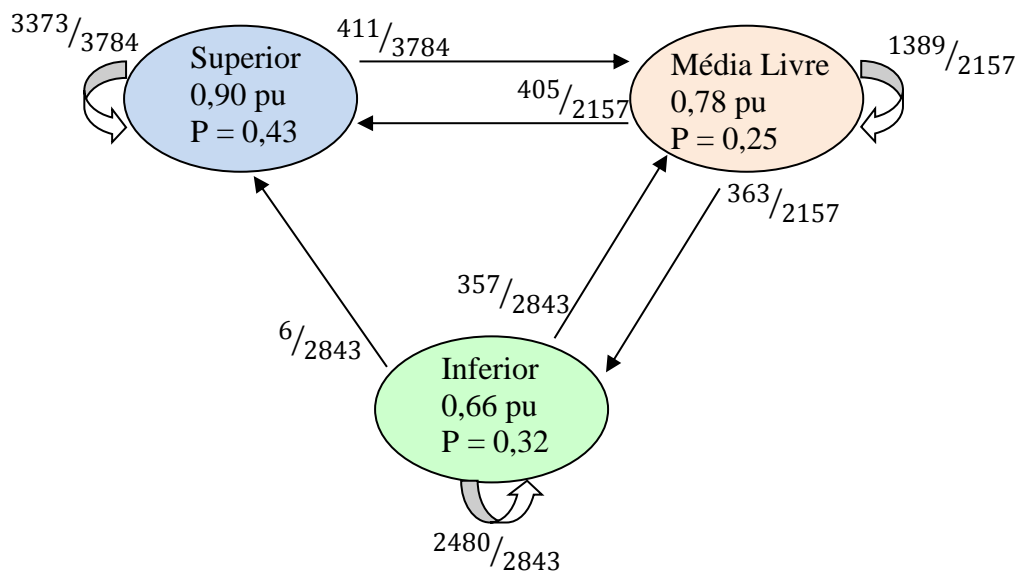 3373/3784
Superior
0,90 pu
P = 0,43
411/3784
405/2157
Média Livre
0,78 pu
P = 0,25
1389/2157
363/2157
357/2843
6/2843
Inferior
0,66 pu
P = 0,32
2480/2843